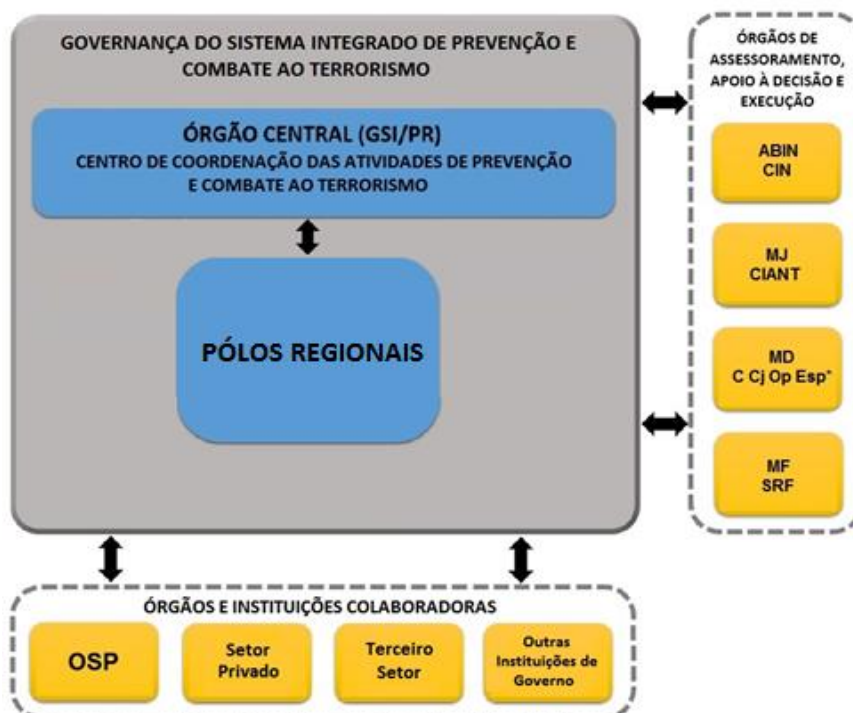 GOVERNANÇA DO SISTEMA INTEGRADO DE PREVENÇÃO E
COMBATE AO TERRORISMO
ÓRGÃO CENTRAL (GSI/PR)
CENTRO DE COORDENAÇÃO DAS ATIVIDADES DE PREVENÇÃO
E COMBATE AO TERRORISMO
PÓLOS REGIONAIS
ÓRGÃOS DE
ASSESSORAMENTO,
APOIO À DECISÃO E
EXECUÇÃO
ABIN
CIN
MJ
CIANT
MD
C Cj Op Esp*
MF
SRF
ÓRGÃOS E INSTITUIÇÕES COLABORADORAS
OSP
Setor
Privado
Terceiro
Setor
Outras
Instituições de
Governo